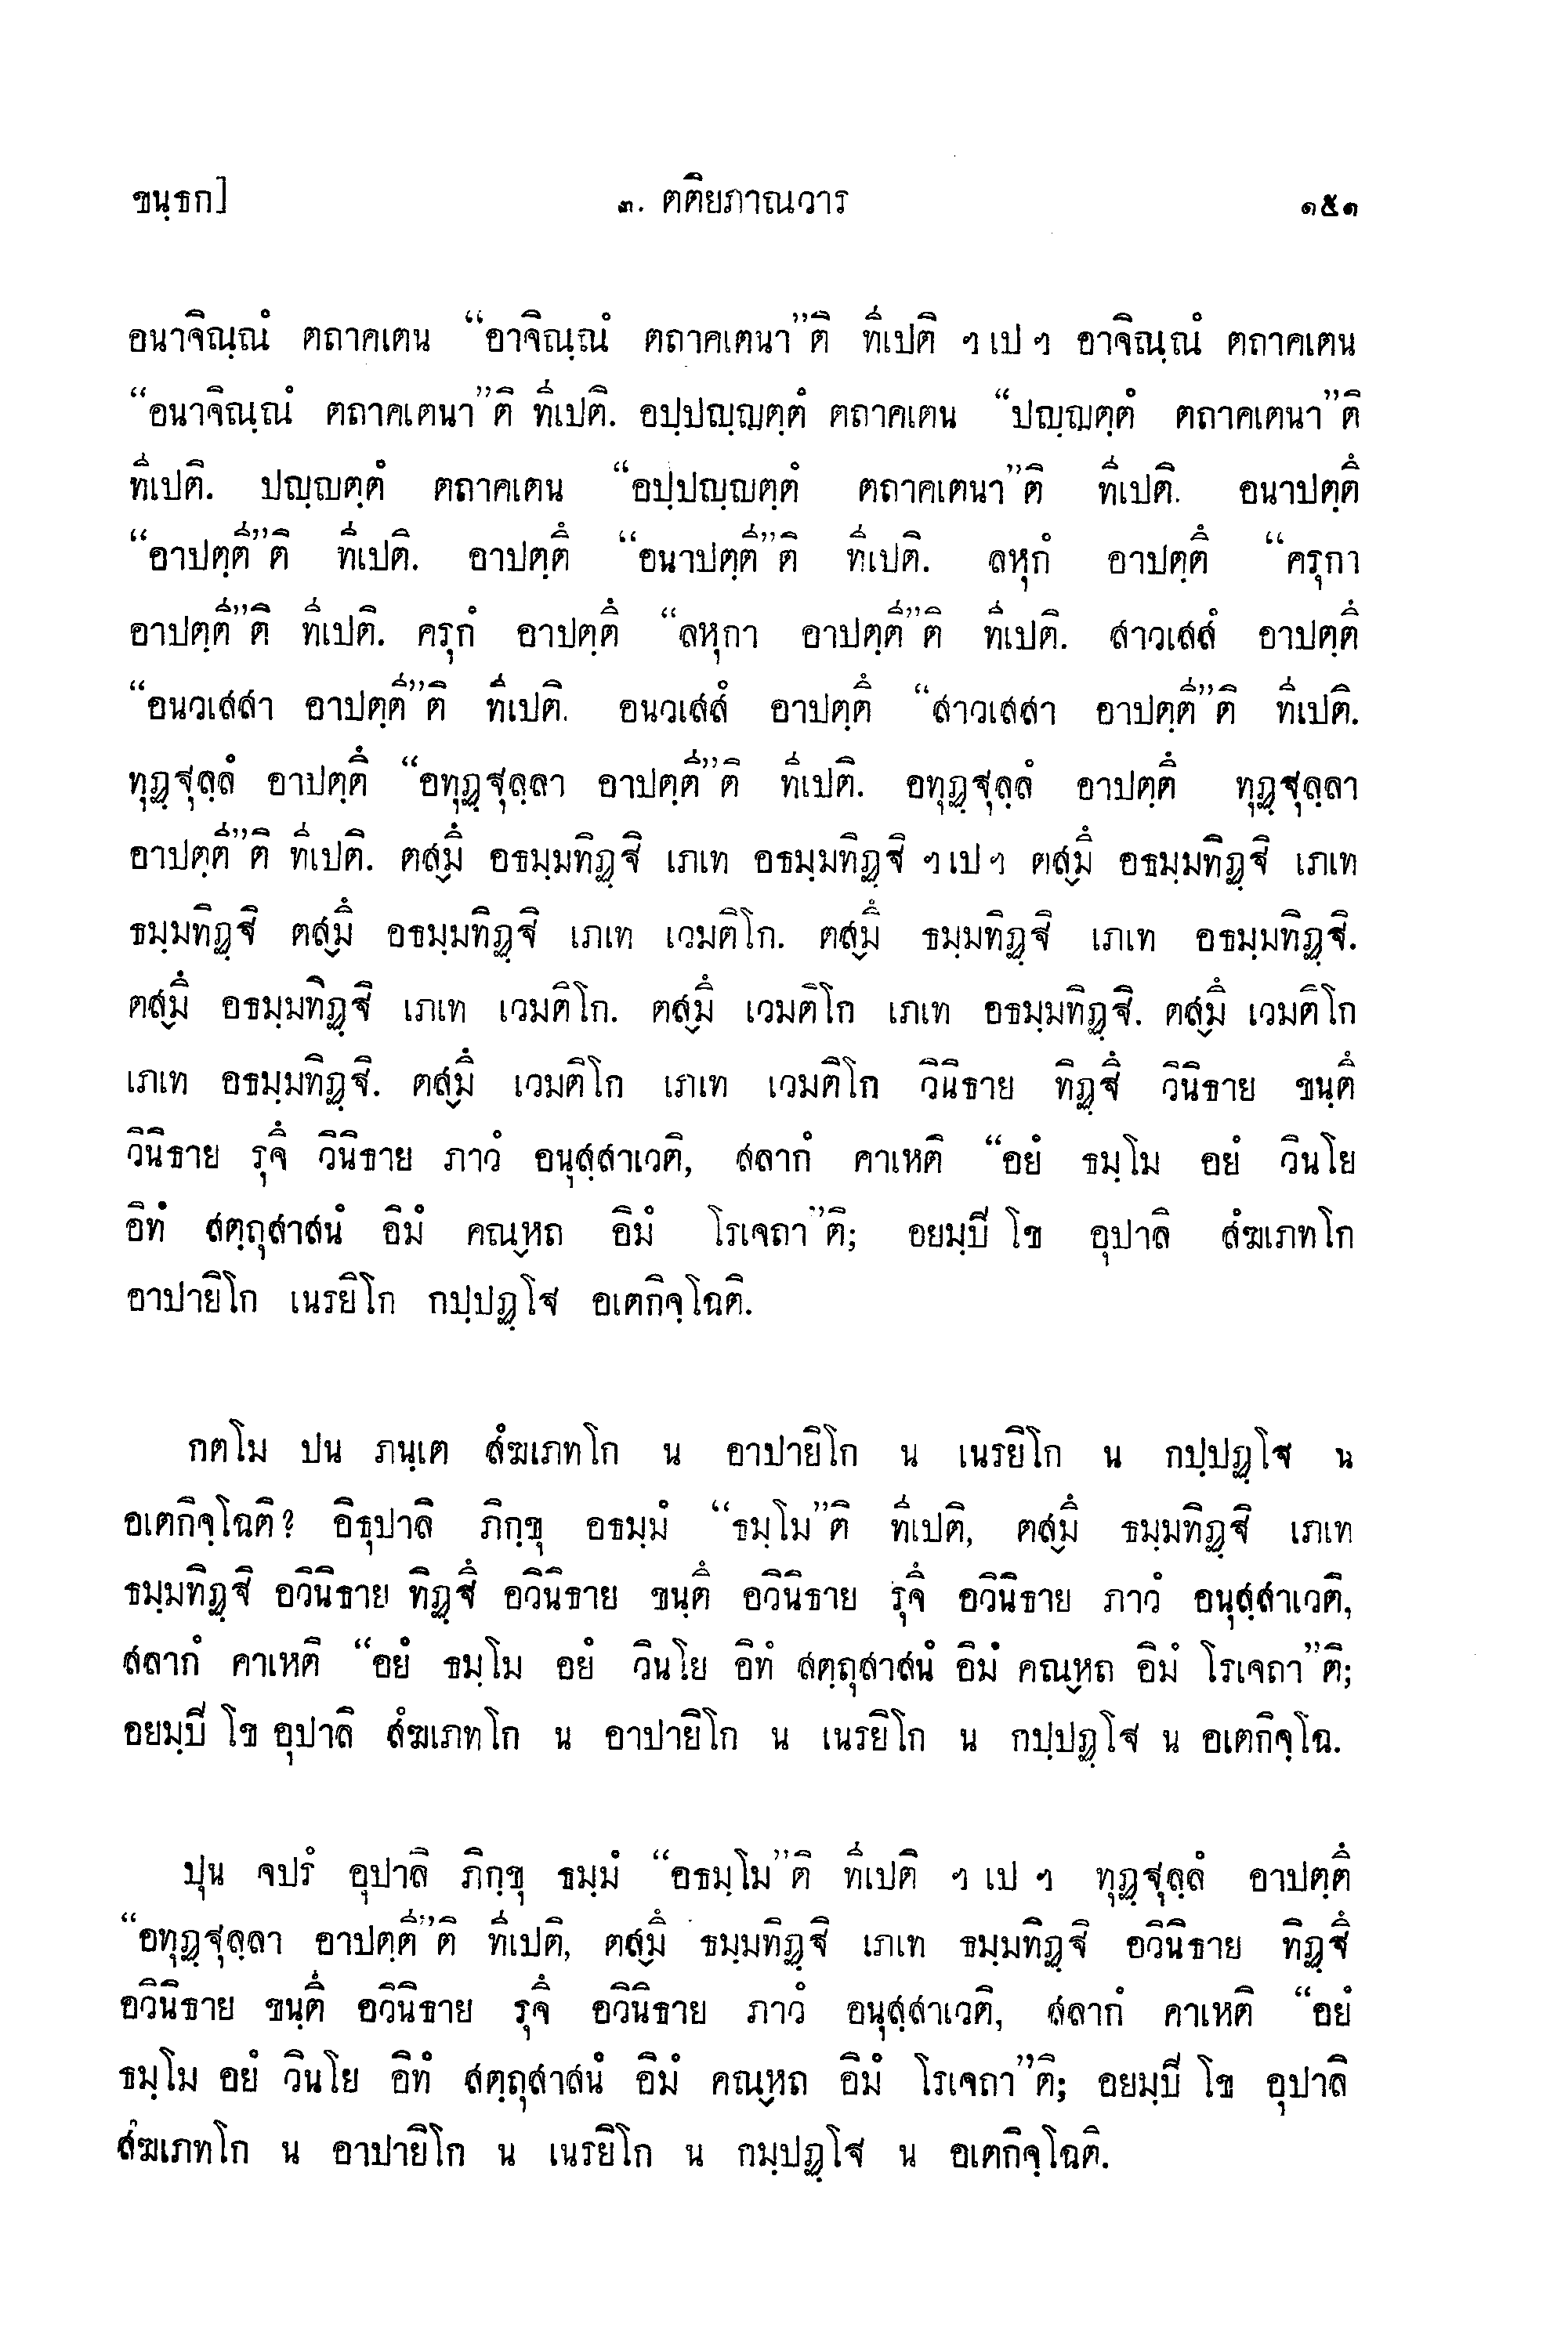 ขนฺธก]
๓. ตติยภาณวาร
๑๕๑
อนาจิณฺณํ ตถาคเตน “อาจิณฺณํ ตถาคเตนา”ติ ทีเปติ ฯ เป ฯ อาจิณฺณํ ตถาคเตน
“อนาจิณฺณํ ตถาคเตนา”ติ ทีเปติ. อปฺปญฺญตฺตํ ตถาคเตน “ปญฺญตฺตํ ตถาคเตนา”ติ
ทีเปติ. ปญฺญตฺตํ ตถาคเตน “อปฺปญฺญตฺตํ ตถาคเตนา”ติ ทีเปติ. อนาปตฺตึ
“อาปตฺตี”ติ ทีเปติ. อาปตฺตึ “อนาปตฺตี”ติ ทีเปติ. ลหุกํ อาปตฺตึ “ครุกา
อาปตฺตี”ติ ทีเปติ. ครุกํ อาปตฺตึ “ลหุกา อาปตฺตี”ติ ทีเปติ. สาวเสสํ อาปตฺตึ
“อนวเสสา อาปตฺตี”ติ ทีเปติ. อนวเสสํ อาปตฺตึ “สาวเสสา อาปตฺตี”ติ ทีเปติ.
ทุฏฺฐุลฺลํ อาปตฺตึ “อทุฏฺฐุลฺลา อาปตฺตี”ติ ทีเปติ. อทุฏฺฐุลฺลํ อาปตฺตึ ทุฏฺฐุลฺลา
อาปตฺตี”ติ ทีเปติ. ตสฺมึ อธมฺมทิฏฺฐิ เภเท อธมฺมทิฏฺฐิ ฯ เป ฯ ตสฺมึ อธมฺมทิฏฺฐิ เภเท
ธมฺมทิฏฺฐิ ตสฺมึ อธมฺมทิฏฺฐิ เภเท เวมติโก. ตสฺมึ ธมฺมทิฏฺฐิ เภเท อธมฺมทิฏฺฐิ.
ตสฺมึ อธมฺมทิฏฺฐิ เภเท เวมติโก. ตสฺมึ เวมติโก เภเท อธมฺมทิฏฺฐิ. ตสฺมึ เวมติโก
เภเท อธมฺมทิฏฺฐิ. ตสฺมึ เวมติโก เภเท เวมติโก วินิธาย ทิฏฺฐึ วินิธาย ขนฺตึ
วินิธาย รุจึ วินิธาย ภาวํ อนุสฺสาเวติ, สลากํ คาเหติ “อยํ ธมฺโม อยํ วินโย
อิทํ สตฺถุสาสนํ อิมํ คณฺหถ อิมํ โรเจถา”ติ; อยมฺปิ โข อุปาลิ สํฆเภทโก
อาปายิโก เนรยิโก กปฺปฏฺโฐ อเตกิจฺโฉติ.
กตโม ปน ภนฺเต สํฆเภทโก น อาปายิโก น เนรยิโก น กปฺปฏฺโฐ น
อเตกิจฺโฉติ? อิธุปาลิ ภิกฺขุ อธมฺมํ “ธมฺโม”ติ ทีเปติ, ตสฺมึ ธมฺมทิฏฺฐิ เภเท
ธมฺมทิฏฺฐิ อวินิธาย ทิฏฺฐึ อวินิธาย ขนฺตึ อวินิธาย รุจึ อวินิธาย ภาวํ อนุสฺสาเวติ,
สลากํ คาเหติ “อยํ ธมฺโม อยํ วินโย อิทํ สตฺถุสาสนํ อิมํ คณฺหถ อิมํ โรเจถา”ติ;
อยมฺปิ โข อุปาลิ สํฆเภทโก น อาปายิโก น เนรยิโก น กปฺปฏฺโฐ น อเตกิจฺโฉ.
ปุน จปรํ อุปาลิ ภิกฺขุ ธมฺมํ “อธมฺโม”ติ ทีเปติ ฯ เป ฯ ทุฏฺฐุลฺลํ อาปตฺตึ
“อทุฏฺฐุลฺลา อาปตฺตี”ติ ทีเปติ, ตสฺมึ ธมฺมทิฏฺฐิ เภเท ธมฺมทิฏฺฐิ อวินิธาย ทิฏฺฐึ
อวินิธาย ขนฺตึ อวินิธาย รุจึ อวินิธาย ภาวํ อนุสฺสาเวติ, สลากํ คาเหติ “อยํ
ธมฺโม อยํ วินโย อิทํ สตฺถุสาสนํ อิมํ คณฺหถ อิมํ โรเจถา”ติ; อยมฺปิ โข อุปาลิ
สํฆเภทโก น อาปายิโก น เนรยิโก น กมฺปฏฺโฐ น อเตกิจฺโฉติ.